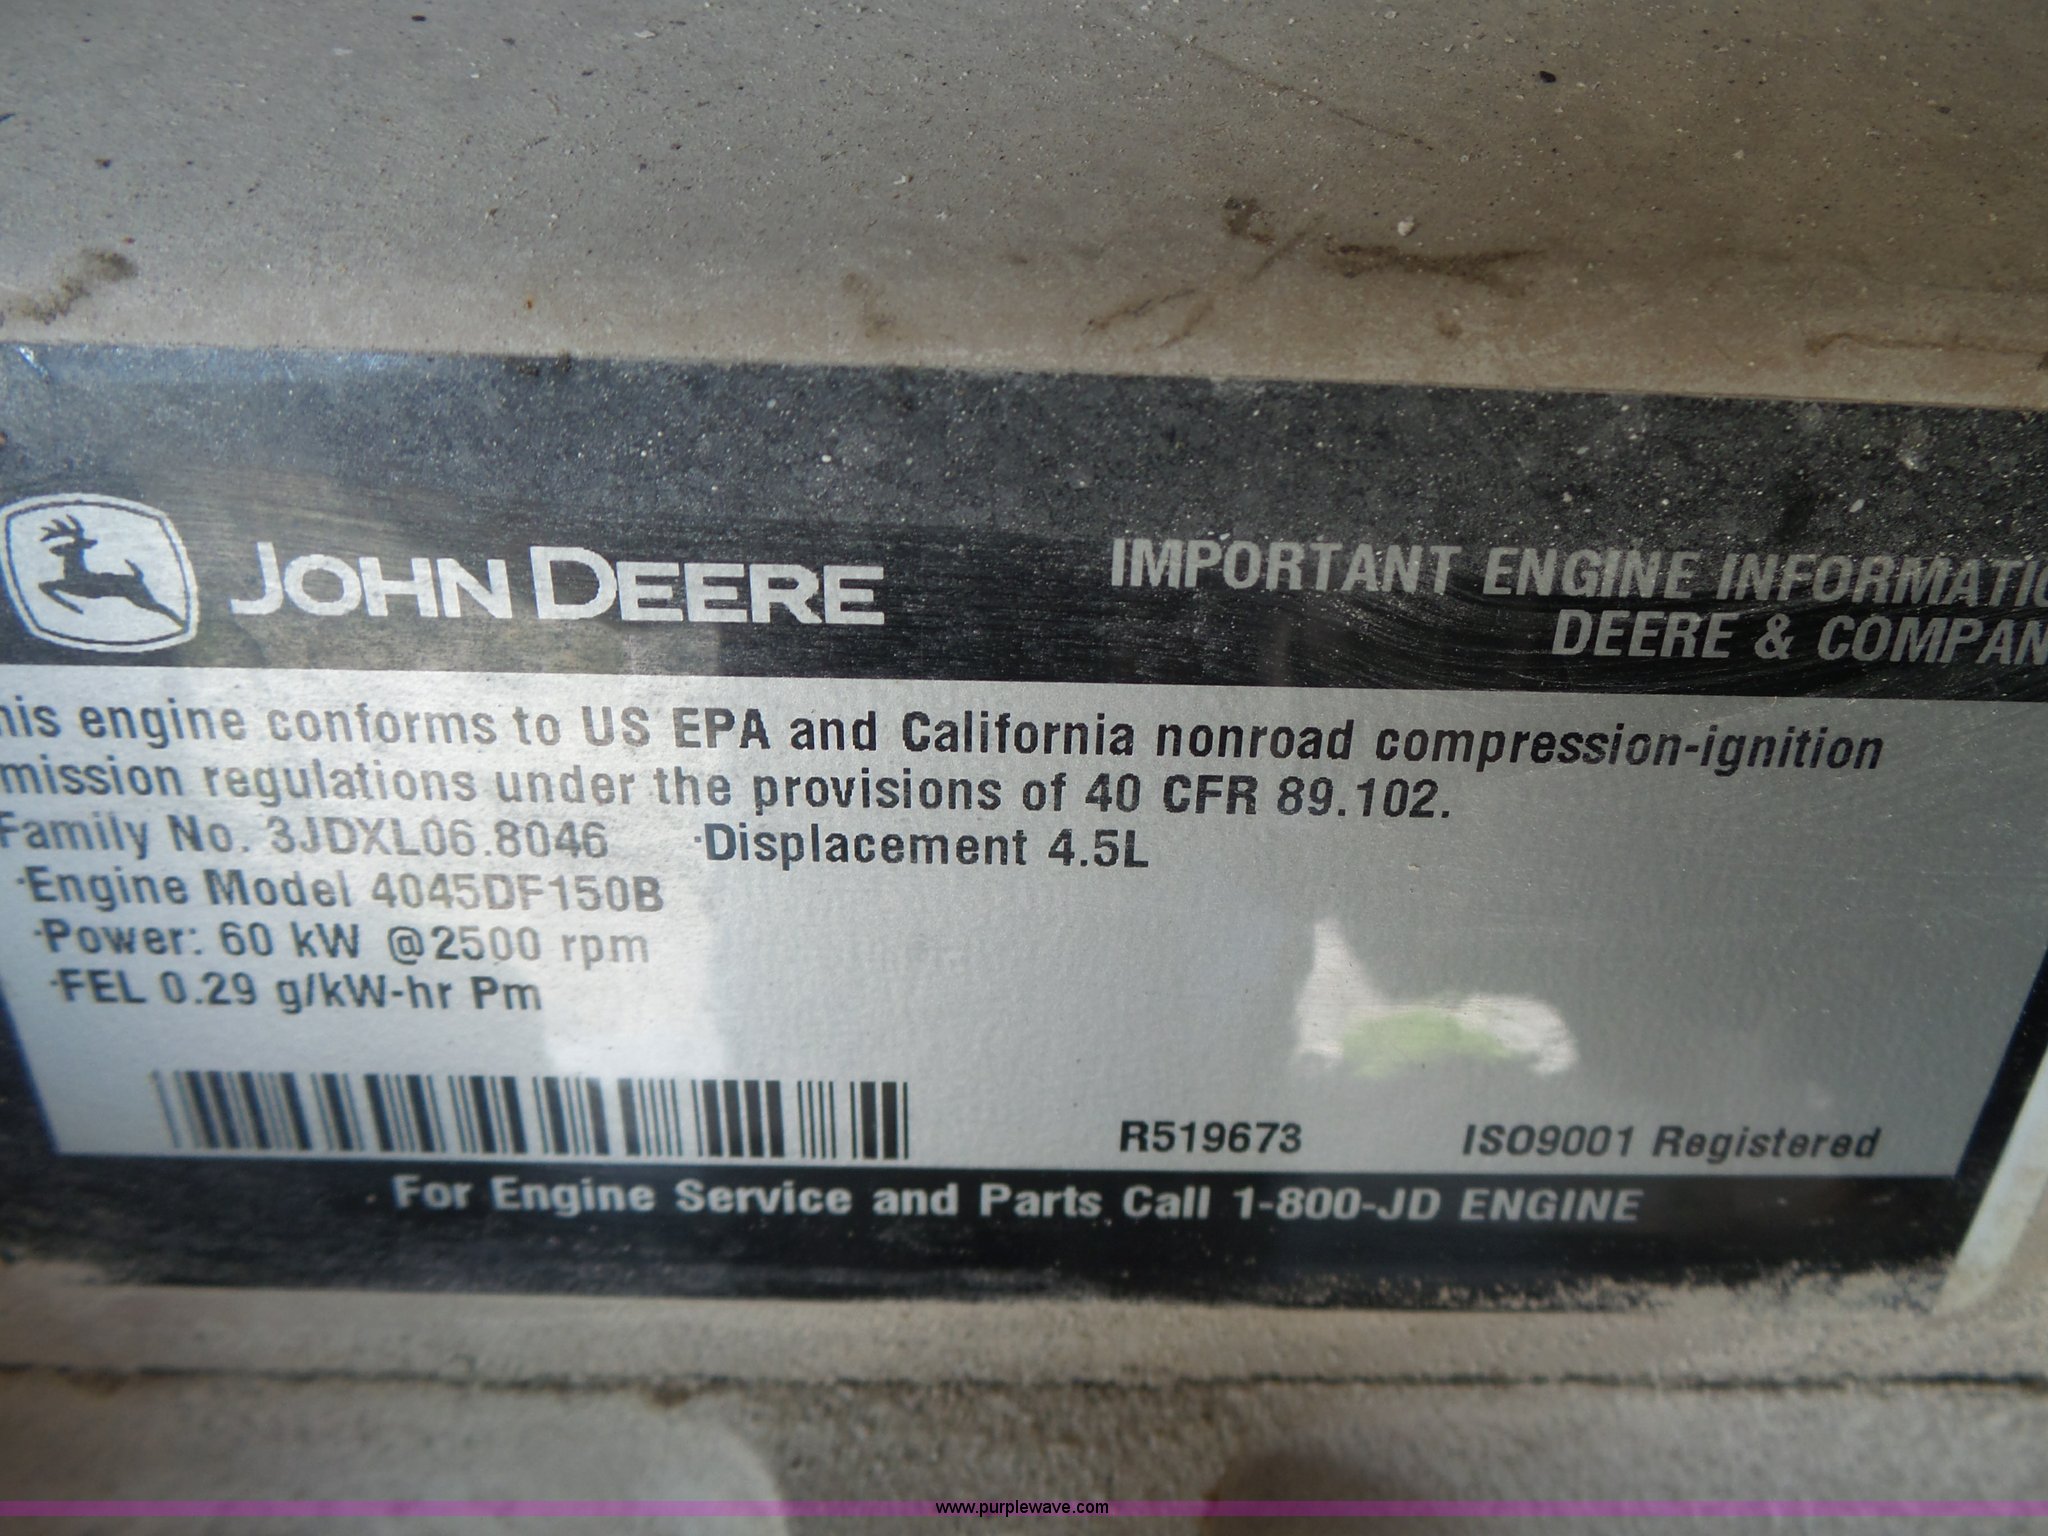 JOHN DEERE
IMPORTANT ENGINE INFORMATIO
DEERE & COMPAN
his engine conforms to US EPA and California nonroad compression-ignition
mission regulations under the provisions of 40 CFR 89.102.
Family No. 3JDXL06.8046 ·Displacement 4.5L
·Engine Model 4045DF150B
·Power: 60 kW @2500 rpm
·FEL 0.29 g/kW-hr Pm
R519673 ISO9001 Registered
For Engine Service and Parts Call 1-800-JD ENGINE
www.purplewave.com